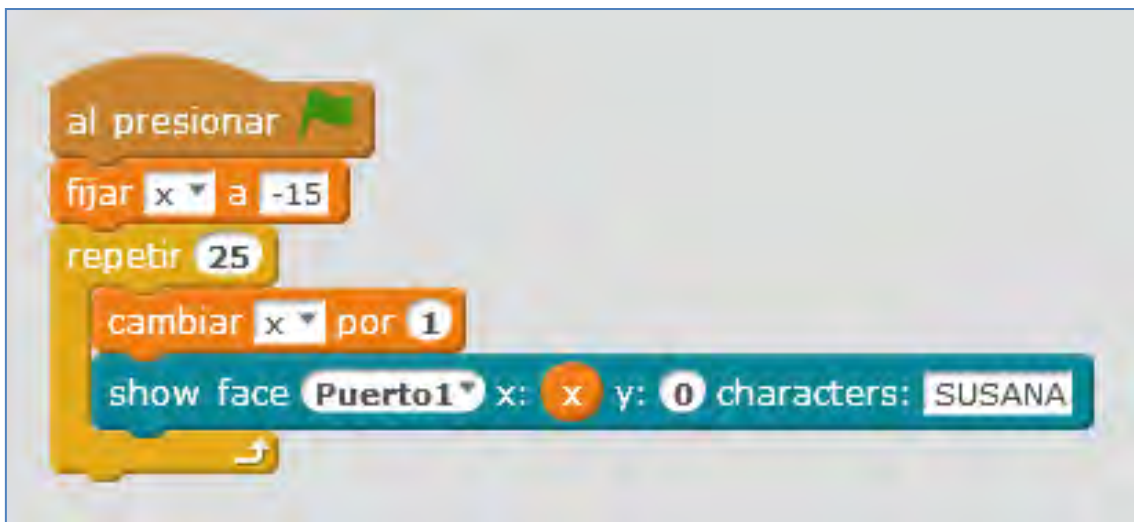 al presionar
fijar x a -15
repetir 25
cambiar x por 1
show face Puerto1 x: x y: 0 characters: SUSANA